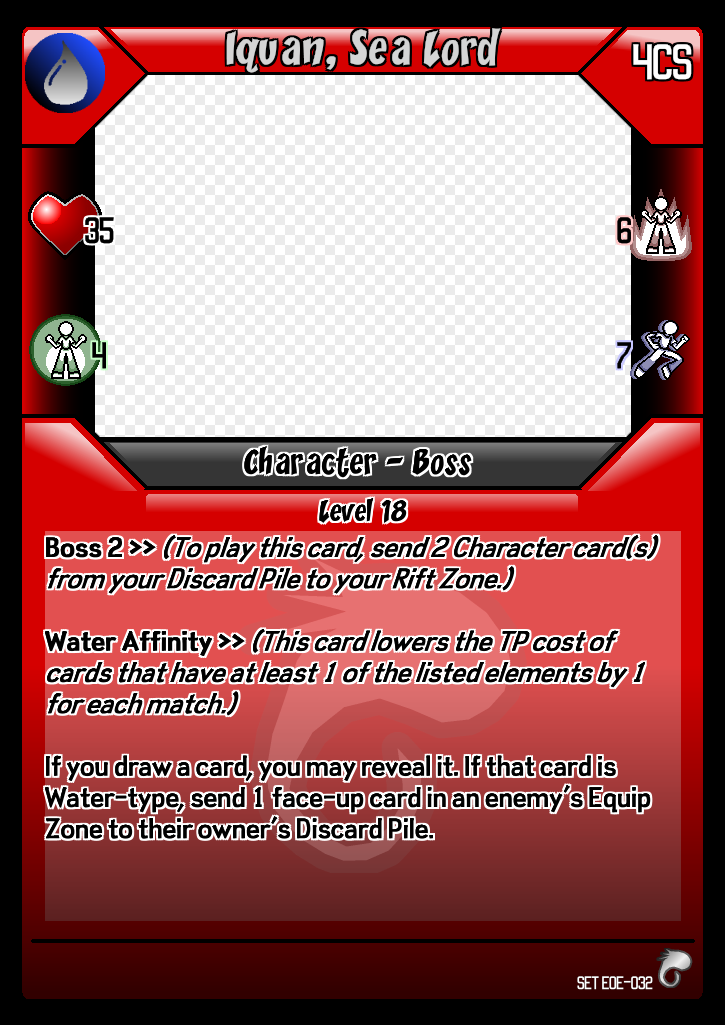 Iquan, Sea Lord
4CS
35
6
4
7
Character - Boss
Level 18
Boss 2 >> (To play this card, send 2 Character card(s)
from your Discard Pile to your Rift Zone.)
Water Affinity >> (This card lowers the TP cost of
cards that have at least 1 of the listed elements by 1
for each match.)
If you draw a card, you may reveal it. If that card is
Water-type, send 1 face-up card in an enemy's Equip
Zone to their owner's Discard Pile.
SET EOE-032